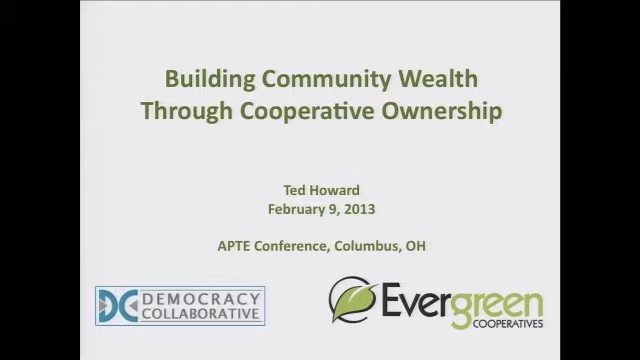 Building Community Wealth
Through Cooperative Ownership
Ted Howard
February 9, 2013
APTE Conference, Columbus, OH
DC DEMOCRACY
COLLABORATIVE
Evergreen
COOPERATIVES